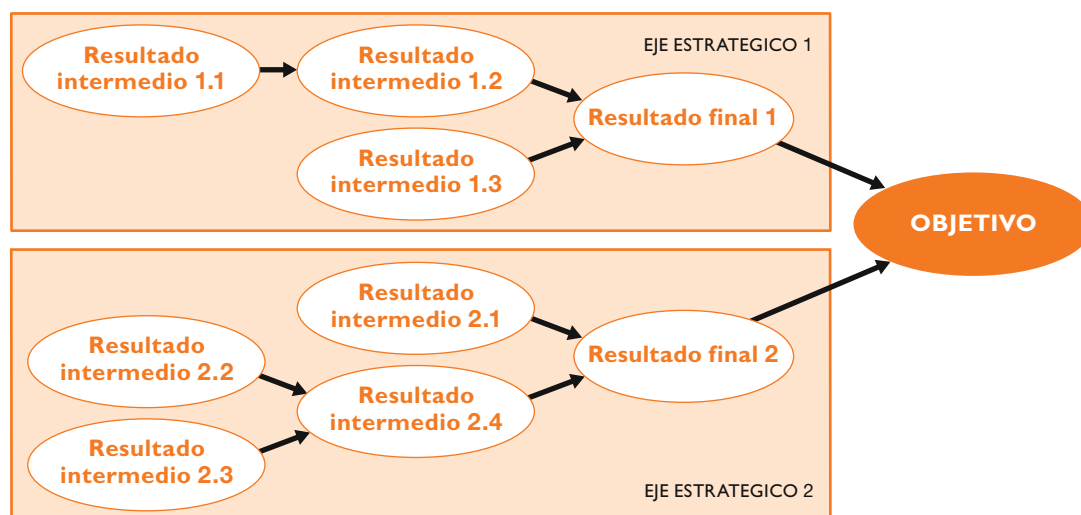 EJE ESTRATEGICO 1
Resultado
intermedio 1.1
Resultado
intermedio 1.2
Resultado
intermedio 1.3
Resultado final 1
OBJETIVO
Resultado
intermedio 2.1
Resultado
intermedio 2.2
Resultado
intermedio 2.3
Resultado
intermedio 2.4
Resultado final 2
EJE ESTRATEGICO 2